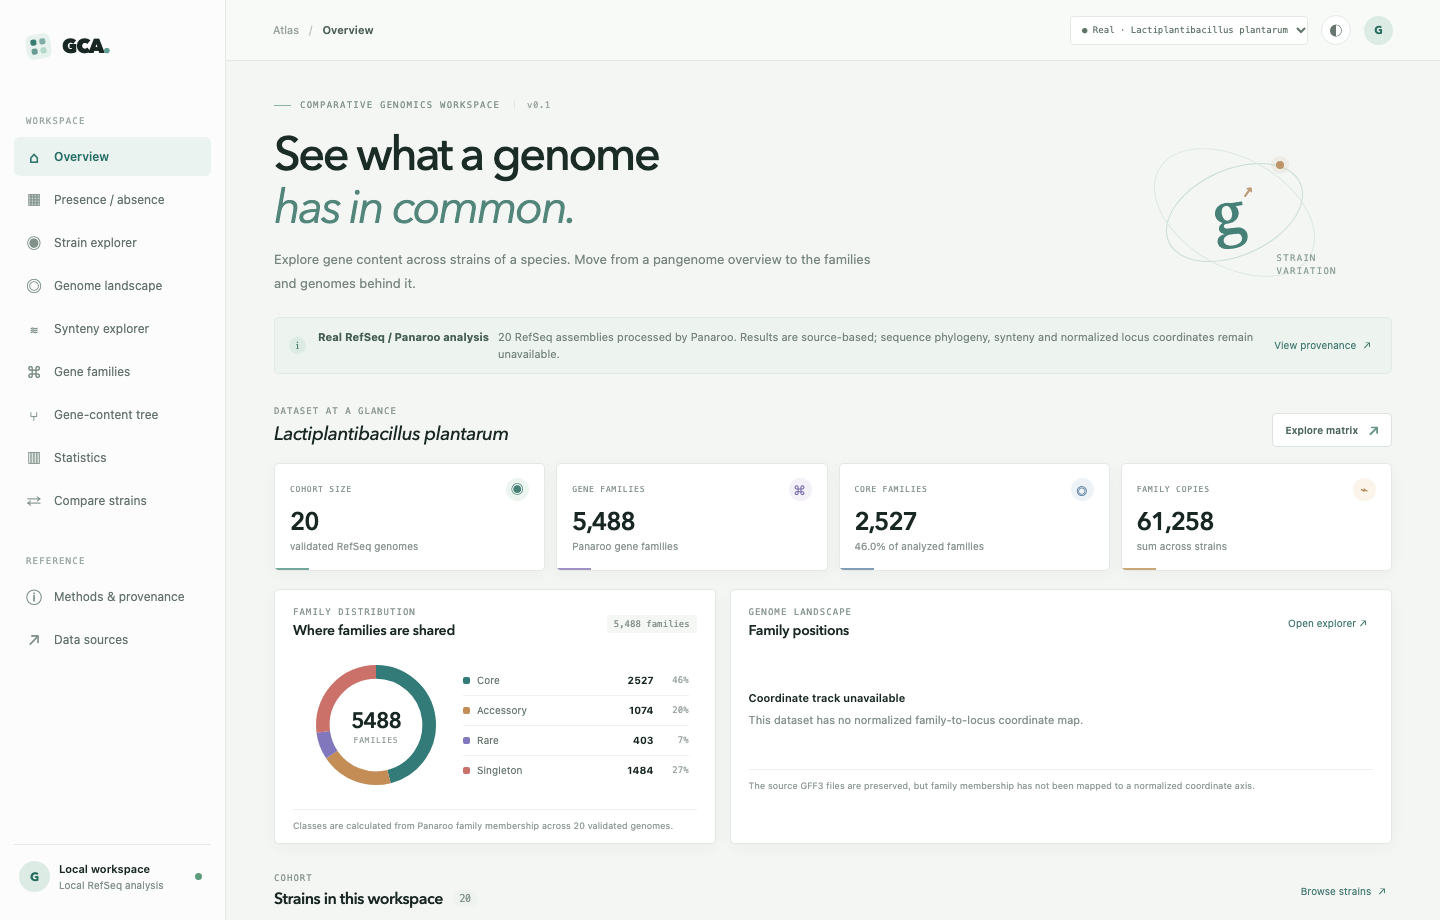 GCA.
WORKSPACE
Overview
Presence / absence
Strain explorer
Genome landscape
Synteny explorer
Gene families
Gene-content tree
Statistics
Compare strains
REFERENCE
Methods & provenance
Data sources
G
Local workspace
Local RefSeq analysis
Atlas / Overview
● Real · Lactiplantibacillus plantarum
G
COMPARATIVE GENOMICS WORKSPACE v0.1
See what a genome
has in common.
Explore gene content across strains of a species. Move from a pangenome overview to the families
and genomes behind it.
g
STRAIN
VARIATION
i
Real RefSeq / Panaroo analysis 20 RefSeq assemblies processed by Panaroo. Results are source-based; sequence phylogeny, synteny and normalized locus coordinates remain
unavailable.
View provenance ↗
DATASET AT A GLANCE
Lactiplantibacillus plantarum
Explore matrix ↗
COHORT SIZE
20
validated RefSeq genomes
GENE FAMILIES
5,488
Panaroo gene families
CORE FAMILIES
2,527
46.0% of analyzed families
FAMILY COPIES
61,258
sum across strains
FAMILY DISTRIBUTION
Where families are shared
5,488 families
5488
FAMILIES
Core 2527 46%
Accessory 1074 20%
Rare 403 7%
Singleton 1484 27%
Classes are calculated from Panaroo family membership across 20 validated genomes.
GENOME LANDSCAPE
Family positions
Open explorer ↗
Coordinate track unavailable
This dataset has no normalized family-to-locus coordinate map.
The source GFF3 files are preserved, but family membership has not been mapped to a normalized coordinate axis.
COHORT
Strains in this workspace 20
Browse strains ↗